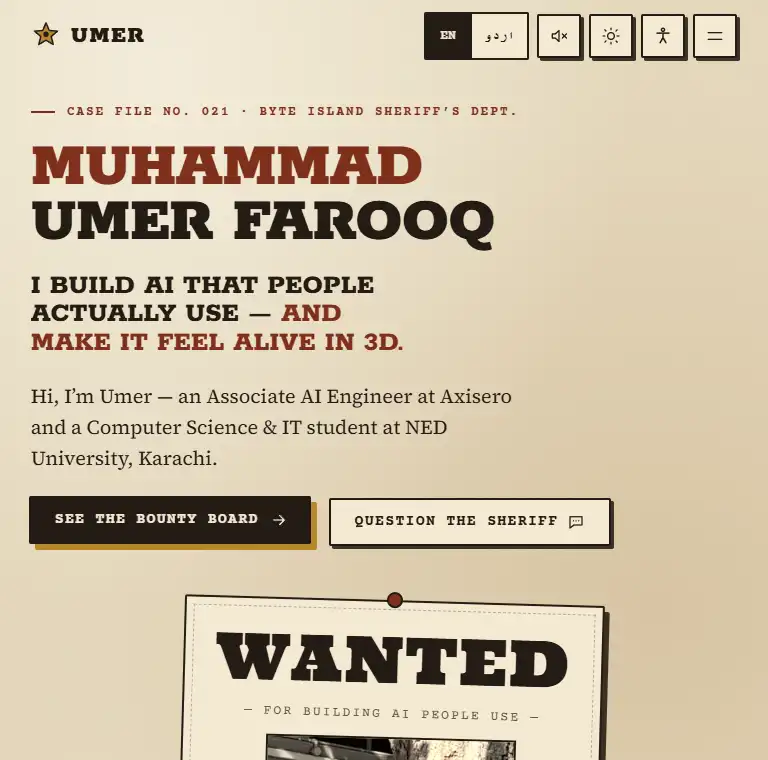 UMER
EN
اردو
CASE FILE NO. 021 · BYTE ISLAND SHERIFF’S DEPT.
MUHAMMAD
UMER FAROOQ
I BUILD AI THAT PEOPLE
ACTUALLY USE — AND
MAKE IT FEEL ALIVE IN 3D.
Hi, I’m Umer — an Associate AI Engineer at Axisero
and a Computer Science & IT student at NED
University, Karachi.
SEE THE BOUNTY BOARD →
QUESTION THE SHERIFF
WANTED
— FOR BUILDING AI PEOPLE USE —